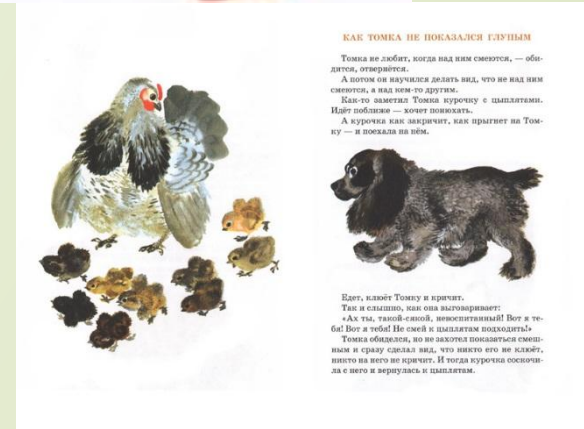 КАК ТОМКА НЕ ПОКАЗАЛСЯ ГЛУПЫМ
Томка не любит, когда над ним смеются, — оби-
дится, отвернётся.
А потом он научился делать вид, что не над ним
смеются, а над кем-то другим.
Как-то заметил Томка курочку с цыплятами.
Идёт поближе — хочет понюхать.
А курочка как закричит, как прыгнет на Том-
ку — и поехала на нём.
Едет, клюёт Томку и кричит.
Так и слышно, как она выговаривает:
«Ах ты, такой-сякой, невоспитанный! Вот я те-
бя! Вот я тебя! Не смей к цыплятам подходить!»
Томка обиделся, но не захотел показаться смеш-
ным и сразу сделал вид, что никто его не клюёт,
никто на него не кричит. И тогда курочка соскочи-
ла с него и вернулась к цыплятам.